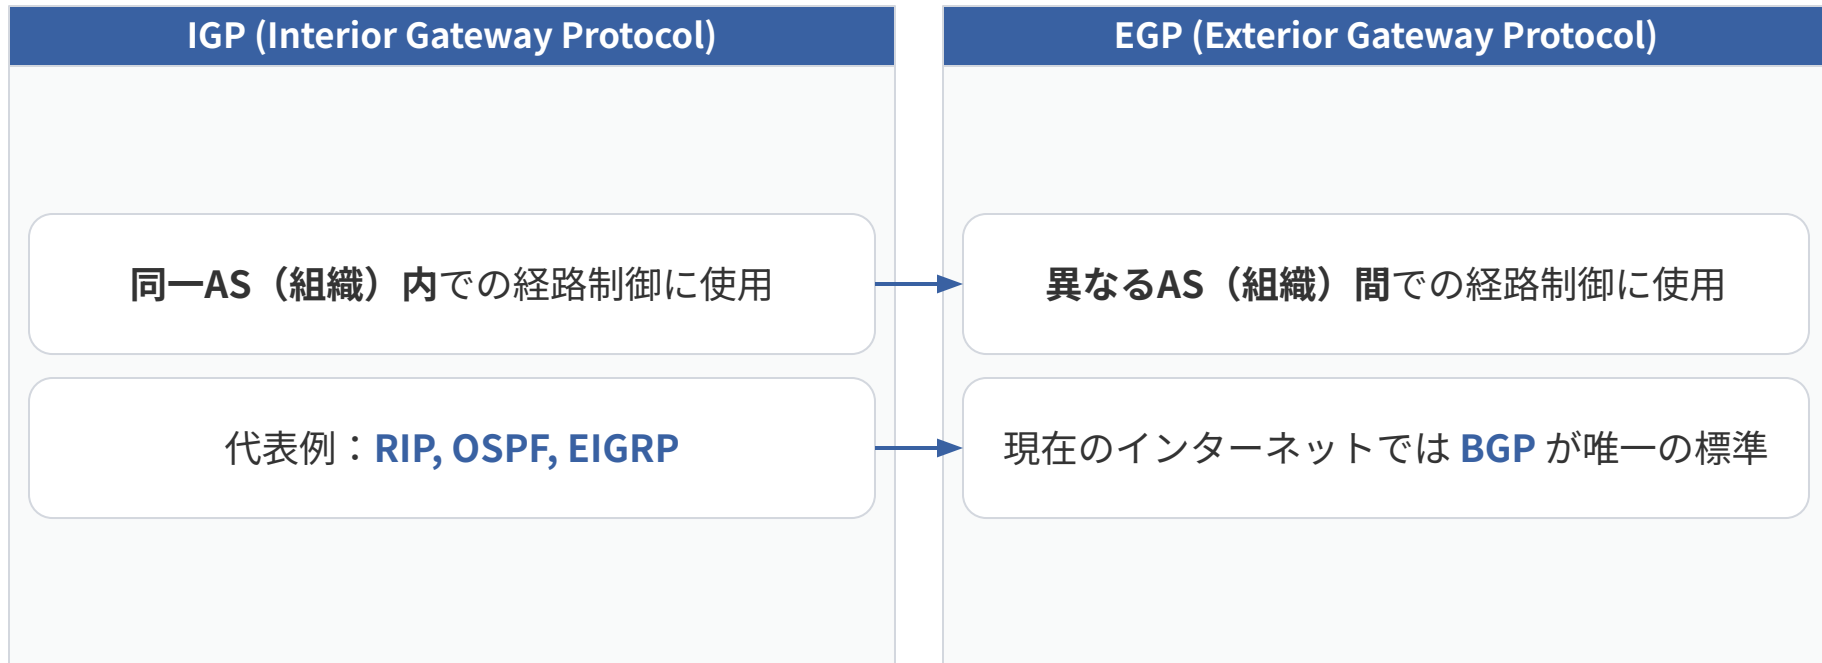 IGP (Interior Gateway Protocol)
同一AS（組織）内での経路制御に使用
代表例：RIP, OSPF, EIGRP
EGP (Exterior Gateway Protocol)
異なるAS（組織）間での経路制御に使用
現在のインターネットでは BGP が唯一の標準